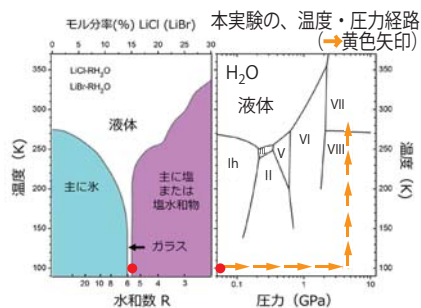 モル分率(%) LiCl (LiBr)
0 5 10 15 20 25 30
本実験の、温度・圧力経路
(→黄色矢印)
LiCl-RH₂O
LiBr-RH₂O
液体
主に氷
主に塩
または
塩水和物
ガラス
温度 (K)
350
300
250
200
150
100
20 10 8 6 5 4 3
水和数 R
H₂O
液体
Ih
II
III
V
VI
VII
VIII
350
300
250
200
150
100
温度(K)
0.1 1 10
圧力 (GPa)